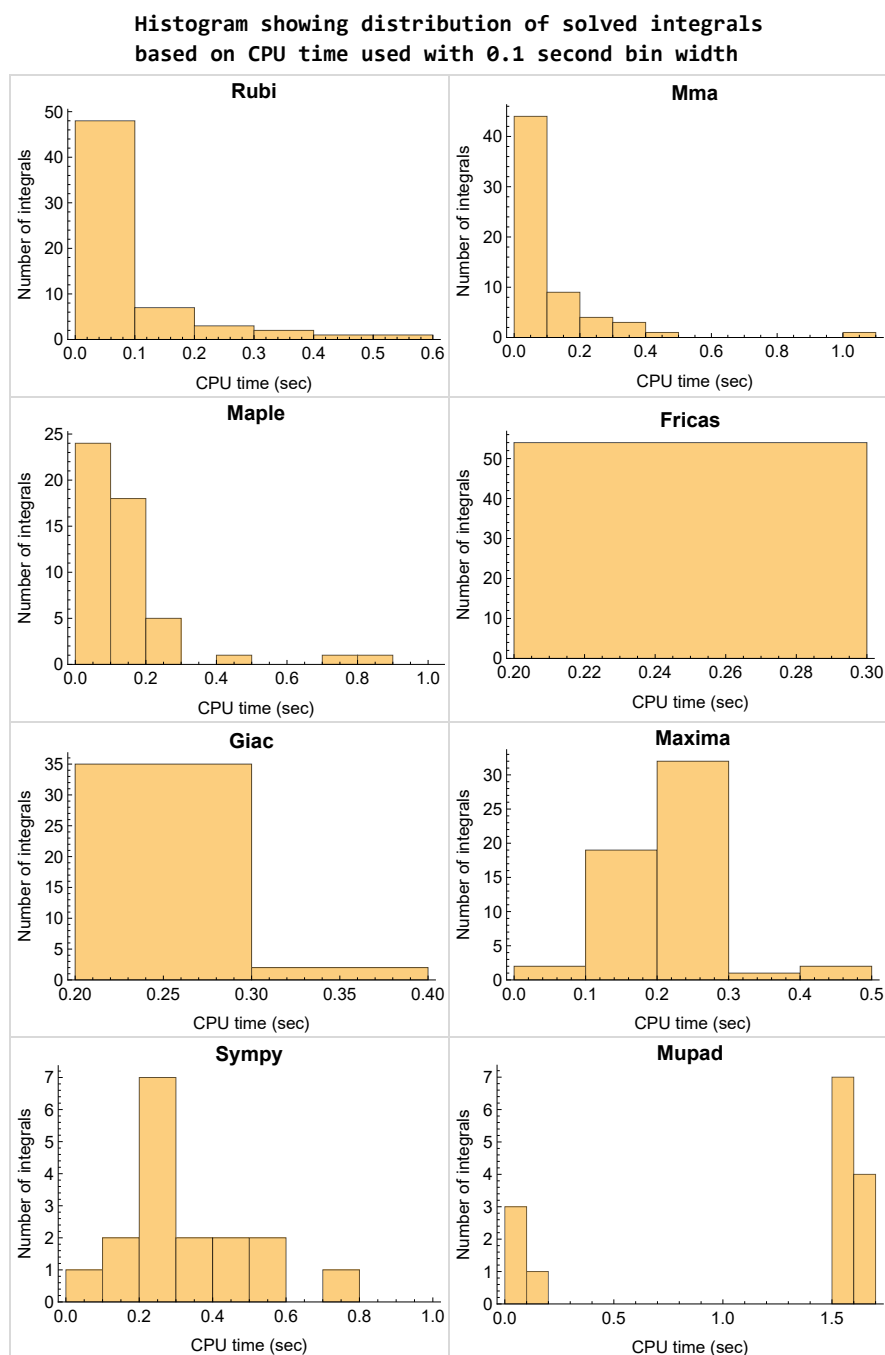 Histogram showing distribution of solved integrals
based on CPU time used with 0.1 second bin width
Rubi
Number of integrals
50
40
30
20
10
0
0.0 0.1 0.2 0.3 0.4 0.5 0.6
CPU time (sec)
Mma
Number of integrals
40
30
20
10
0
0.0 0.2 0.4 0.6 0.8 1.0
CPU time (sec)
Maple
Number of integrals
25
20
15
10
5
0
0.0 0.2 0.4 0.6 0.8 1.0
CPU time (sec)
Fricas
Number of integrals
50
40
30
20
10
0
0.20 0.22 0.24 0.26 0.28 0.30
CPU time (sec)
Giac
Number of integrals
35
30
25
20
15
10
5
0
0.20 0.25 0.30 0.35 0.40
CPU time (sec)
Maxima
Number of integrals
30
25
20
15
10
5
0
0.0 0.1 0.2 0.3 0.4 0.5
CPU time (sec)
Sympy
Number of integrals
7
6
5
4
3
2
1
0
0.0 0.2 0.4 0.6 0.8 1.0
CPU time (sec)
Mupad
Number of integrals
7
6
5
4
3
2
1
0
0.0 0.5 1.0 1.5
CPU time (sec)